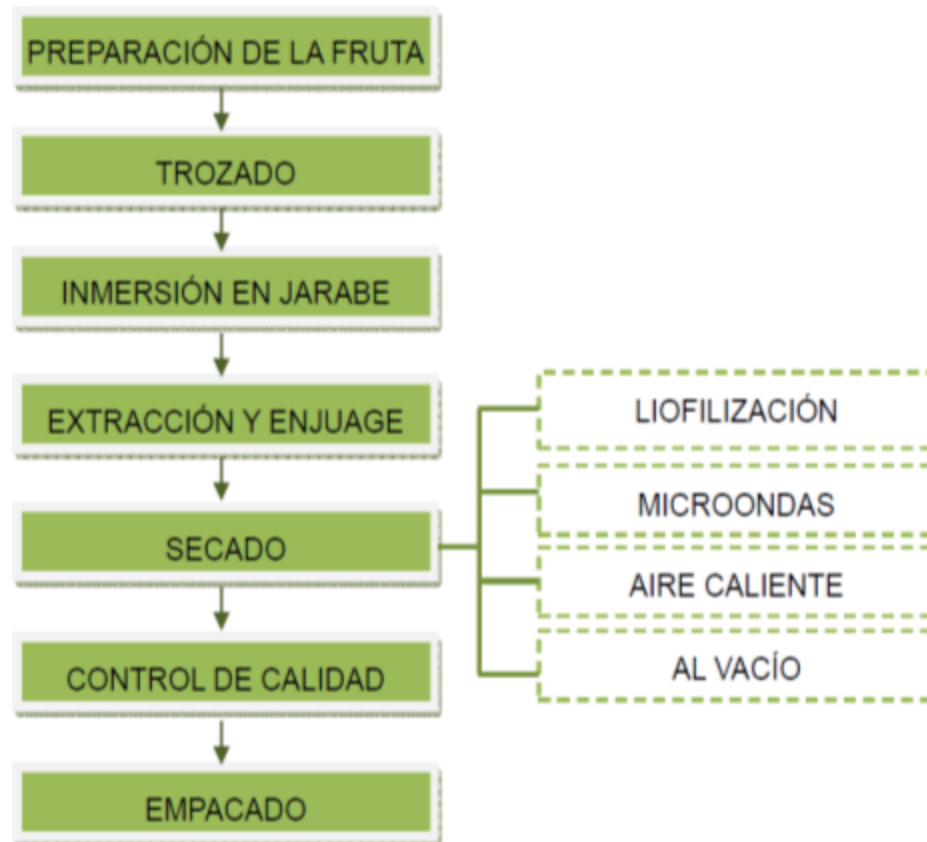 PREPARACIÓN DE LA FRUTA
TROZADO
INMERSIÓN EN JARABE
EXTRACCIÓN Y ENJUAGE
SECADO
LIOFILIZACIÓN
MICROONDAS
AIRE CALIENTE
AL VACÍO
CONTROL DE CALIDAD
EMPACADO